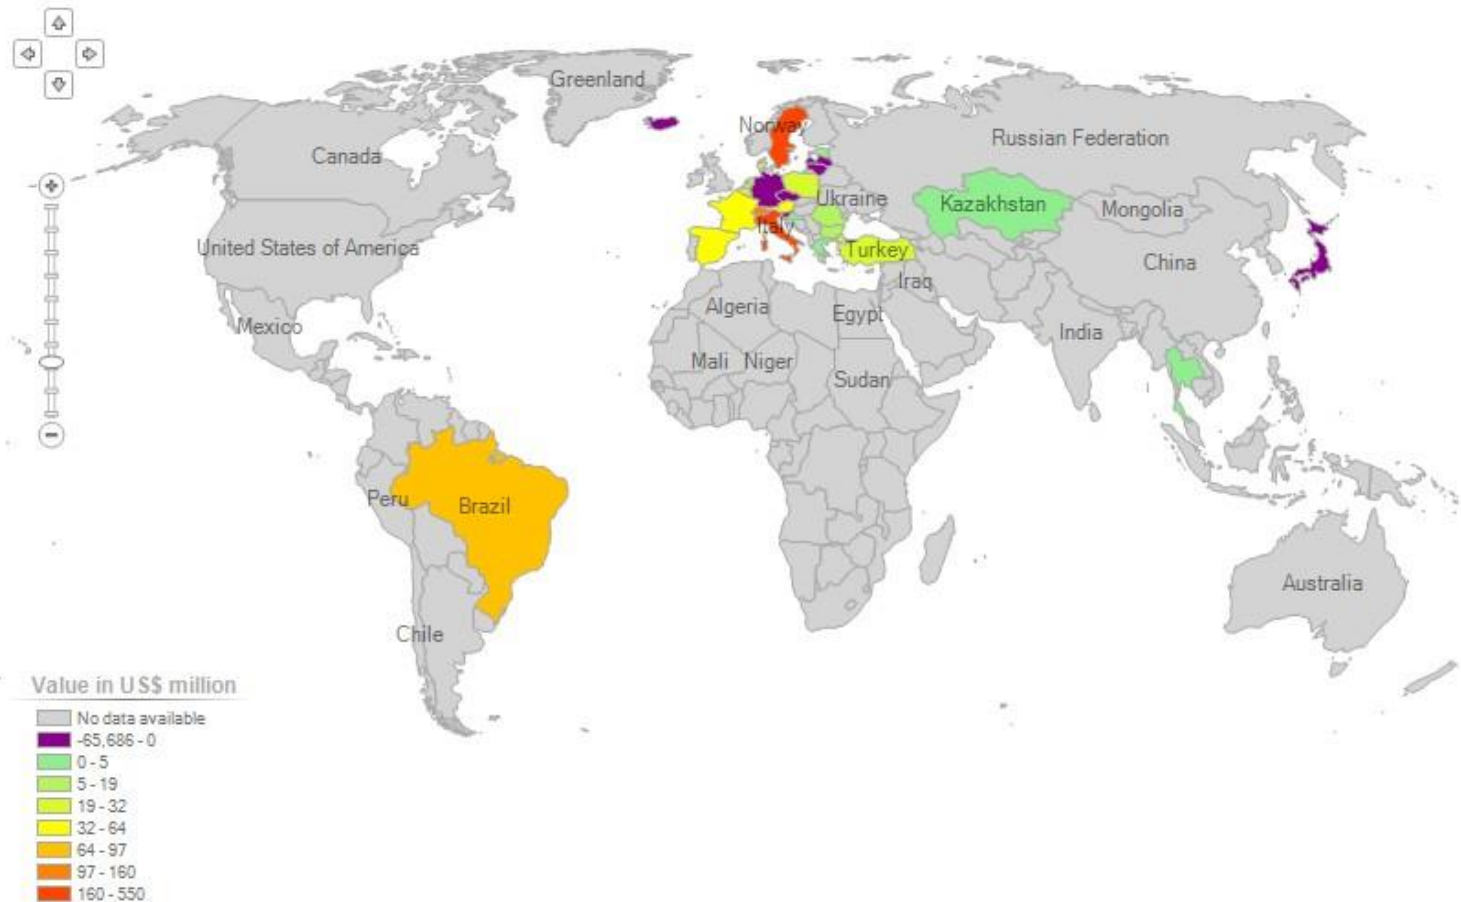 Greenland
Norway
Russian Federation
Canada
Ukraine
Kazakhstan
Mongolia
Italy
United States of America
Turkey
China
Iraq
Algeria
Egypt
Mexico
India
Mali
Niger
Sudan
Peru
Brazil
Australia
Chile
Value in US$ million
No data available
-65,686 - 0
0 - 5
5 - 19
19 - 32
32 - 64
64 - 97
97 - 160
160 - 550